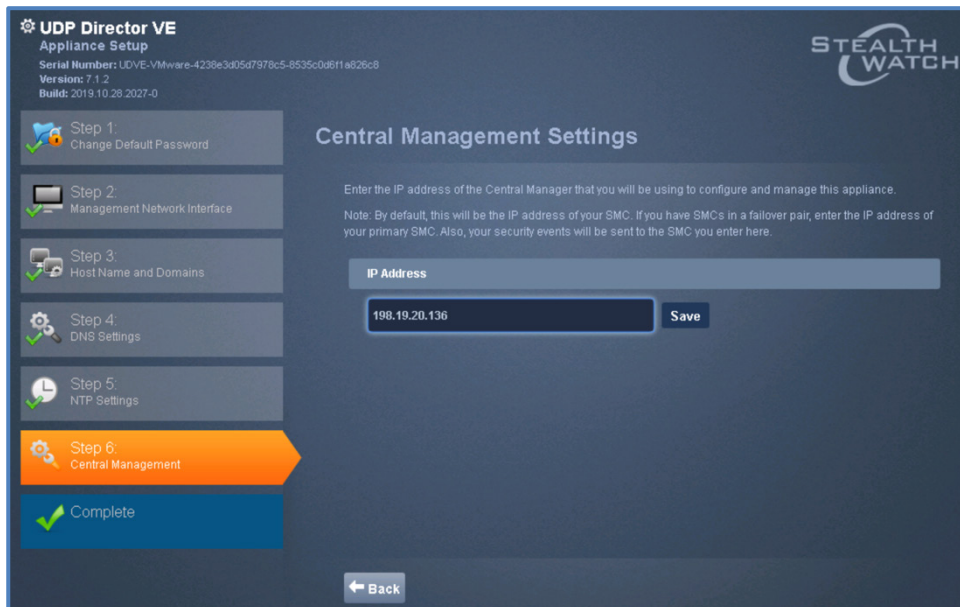 UDP Director VE
Appliance Setup
Serial Number: UDVE-VMware-4238e3d05d7978c5-8535c0d6f1a826c8
Version: 7.1.2
Build: 2019.10.28.2027-0
STEALTH
WATCH
Step 1:
Change Default Password
Step 2:
Management Network Interface
Step 3:
Host Name and Domains
Step 4:
DNS Settings
Step 5:
NTP Settings
Step 6:
Central Management
Complete
Central Management Settings
Enter the IP address of the Central Manager that you will be using to configure and manage this appliance.
Note: By default, this will be the IP address of your SMC. If you have SMCs in a failover pair, enter the IP address of
your primary SMC. Also, your security events will be sent to the SMC you enter here.
IP Address
198.19.20.136
Save
Back